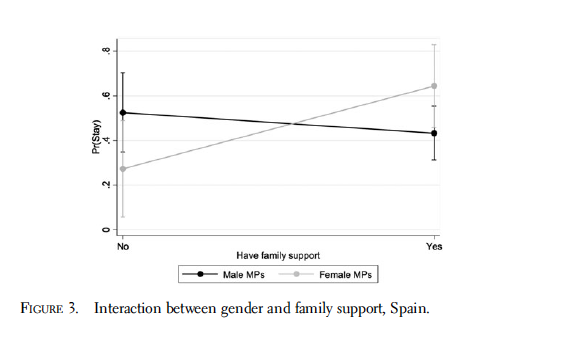 .8
.6
.4
.2
0
Pr(Stay)
No
Yes
Have family support
Male MPs
Female MPs
FIGURE 3. Interaction between gender and family support, Spain.